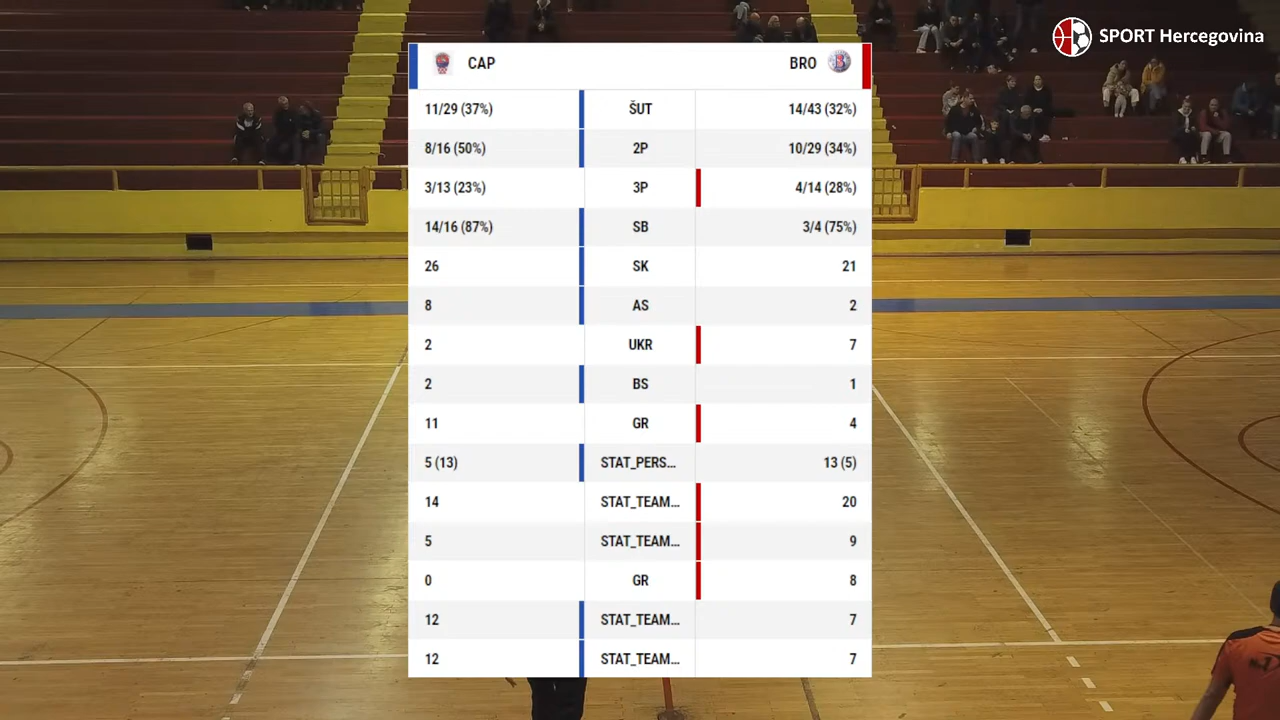 SPORT Hercegovina
CAP BRO
11/29 (37%) ŠUT 14/43 (32%)
8/16 (50%) 2P 10/29 (34%)
3/13 (23%) 3P 4/14 (28%)
14/16 (87%) SB 3/4 (75%)
26 SK 21
8 AS 2
2 UKR 7
2 BS 1
11 GR 4
5 (13) STAT_PERS... 13 (5)
14 STAT_TEAM... 20
5 STAT_TEAM... 9
0 GR 8
12 STAT_TEAM... 7
12 STAT_TEAM... 7